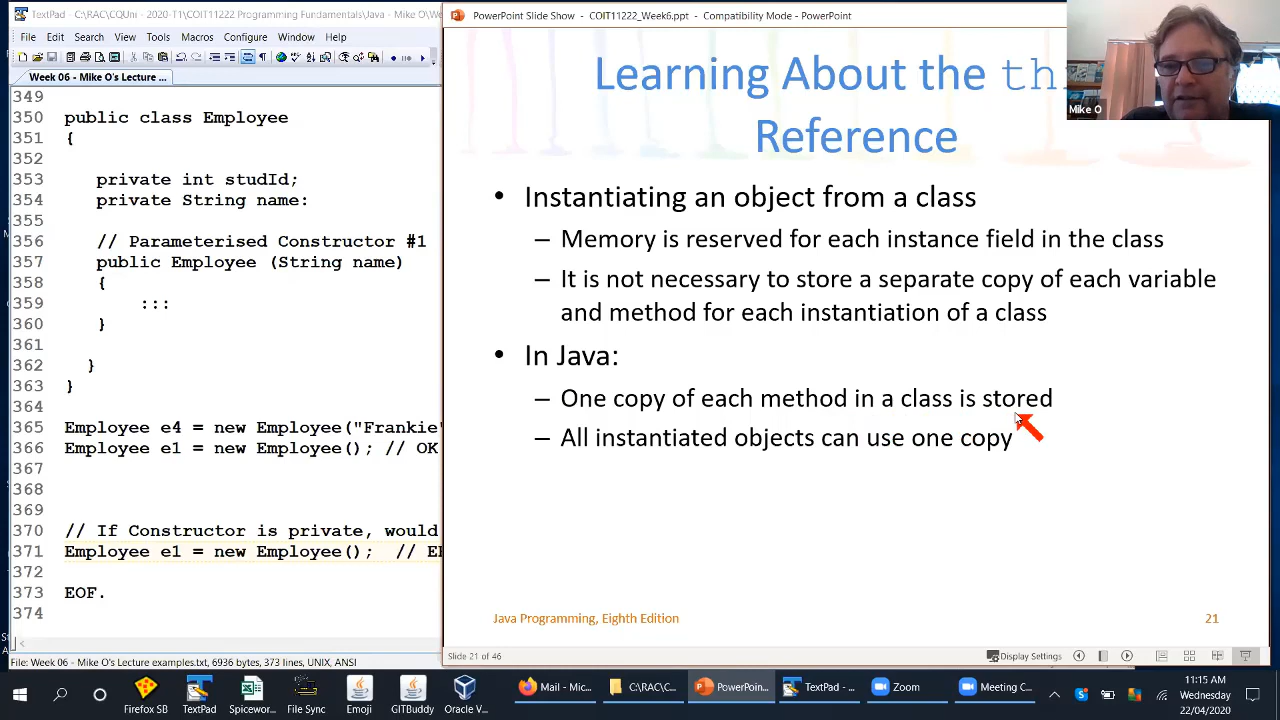 TextPad - C:\RAC\CQUni - 2020-T1\COIT11222 Programming Fundamentals\Java - Mike O's
File Edit Search View Tools Macros Configure Window Help
Week 06 - Mike O's Lecture ...
349
350 public class Employee
351 {
352
353 private int studId;
354 private String name:
355
356 // Parameterised Constructor #1
357 public Employee (String name)
358 {
359 :::
360 }
361
362 }
363 }
364
365 Employee e4 = new Employee("Frankie"
366 Employee e1 = new Employee(); // OK
367
368
369
370 // If Constructor is private, would
371 Employee e1 = new Employee(); //
372
373 EOF.
374
File: Week 06 - Mike O's Lecture examples.txt, 6936 bytes, 373 lines, UNIX, ANSI
PowerPoint Slide Show - COIT11222_Week6.ppt - Compatibility Mode - PowerPoint
Mike O
Learning About the th
Reference
• Instantiating an object from a class
– Memory is reserved for each instance field in the class
– It is not necessary to store a separate copy of each variable
and method for each instantiation of a class
• In Java:
– One copy of each method in a class is stored
– All instantiated objects can use one copy
Java Programming, Eighth Edition 21
Slide 21 of 46 Display Settings
Firefox SB TextPad Spicewor... File Sync Emoji GITBuddy Oracle V...
Mail - Mic... C:\RAC\C... PowerPoin... TextPad - ... Zoom Meeting C...
11:15 AM
Wednesday
22/04/2020